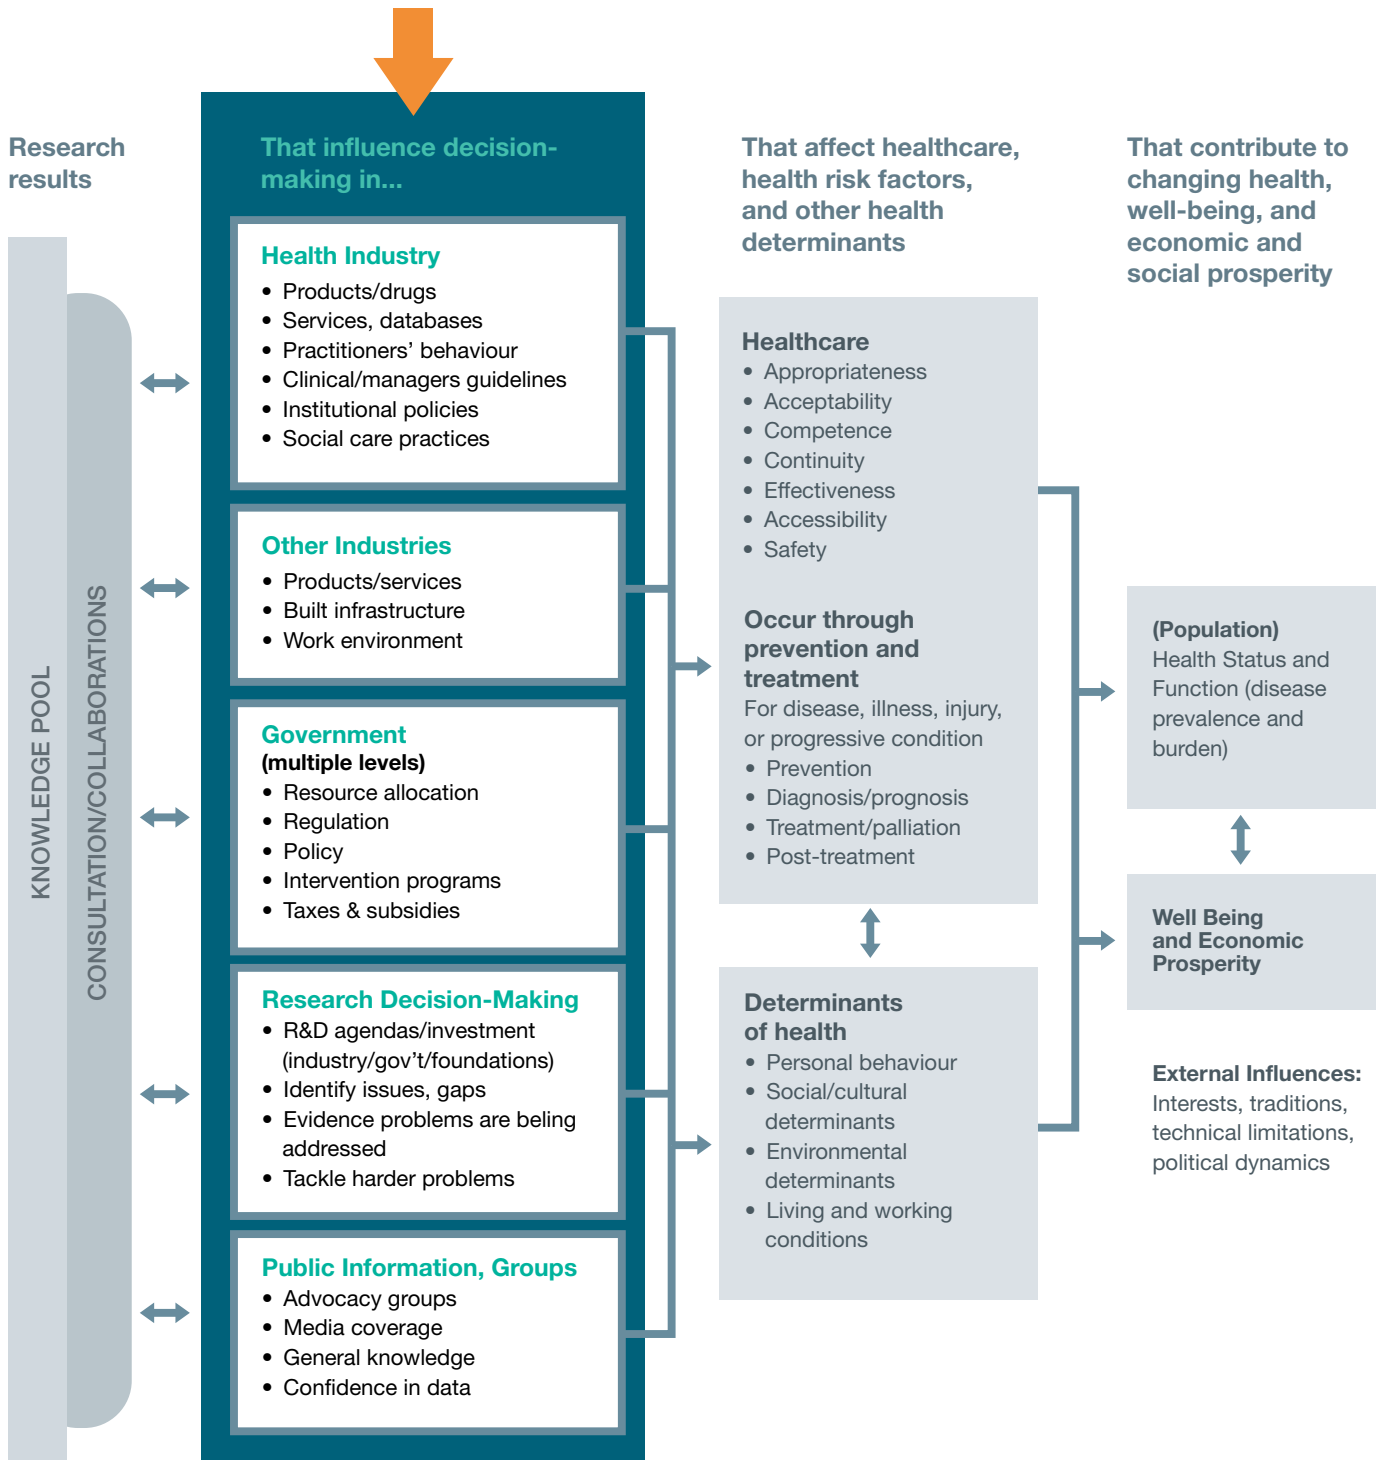 Research
results
KNOWLEDGE POOL
CONSULTATION/COLLABORATIONS
That influence decision-
making in...
Health Industry
• Products/drugs
• Services, databases
• Practitioners’ behaviour
• Clinical/managers guidelines
• Institutional policies
• Social care practices
Other Industries
• Products/services
• Built infrastructure
• Work environment
Government
(multiple levels)
• Resource allocation
• Regulation
• Policy
• Intervention programs
• Taxes & subsidies
Research Decision-Making
• R&D agendas/investment
(industry/gov’t/foundations)
• Identify issues, gaps
• Evidence problems are beling
addressed
• Tackle harder problems
Public Information, Groups
• Advocacy groups
• Media coverage
• General knowledge
• Confidence in data
That affect healthcare,
health risk factors,
and other health
determinants
Healthcare
• Appropriateness
• Acceptability
• Competence
• Continuity
• Effectiveness
• Accessibility
• Safety
Occur through
prevention and
treatment
For disease, illness, injury,
or progressive condition
• Prevention
• Diagnosis/prognosis
• Treatment/palliation
• Post-treatment
Determinants
of health
• Personal behaviour
• Social/cultural
determinants
• Environmental
determinants
• Living and working
conditions
That contribute to
changing health,
well-being, and
economic and
social prosperity
(Population)
Health Status and
Function (disease
prevalence and
burden)
Well Being
and Economic
Prosperity
External Influences:
Interests, traditions,
technical limitations,
political dynamics